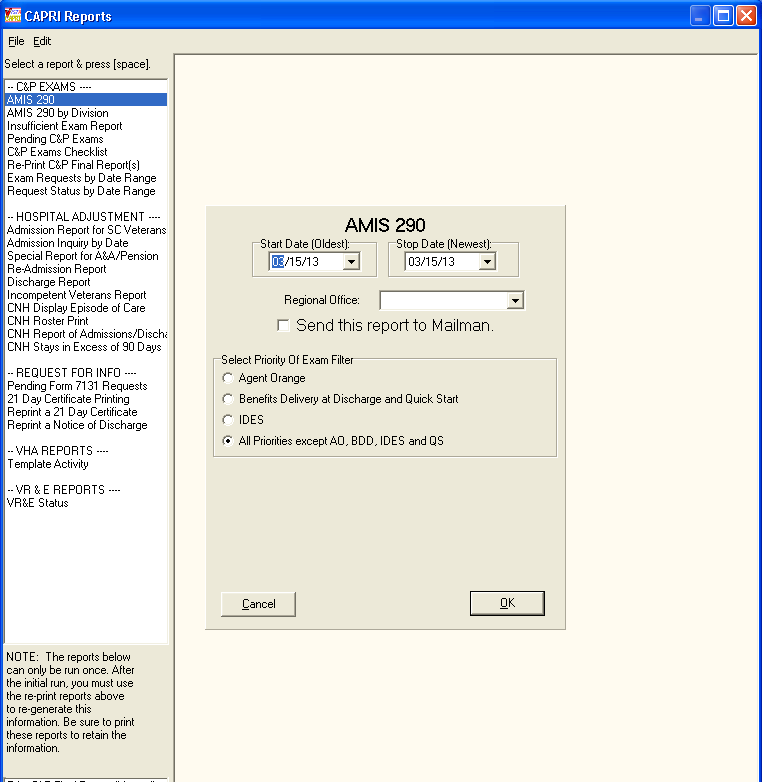 CAPRI Reports
File Edit
Select a report & press [space].
-- C&P EXAMS ----
AMIS 290
AMIS 290 by Division
Insufficient Exam Report
Pending C&P Exams
C&P Exams Checklist
Re-Print C&P Final Report(s)
Exam Requests by Date Range
Request Status by Date Range
-- HOSPITAL ADJUSTMENT ----
Admission Report for SC Veterans
Admission Inquiry by Date
Special Report for A&A/Pension
Re-Admission Report
Discharge Report
Incompetent Veterans Report
CNH Display Episode of Care
CNH Roster Print
CNH Report of Admissions/Discha
CNH Stays in Excess of 90 Days
-- REQUEST FOR INFO ----
Pending Form 7131 Requests
21 Day Certificate Printing
Reprint a 21 Day Certificate
Reprint a Notice of Discharge
-- VHA REPORTS ----
Template Activity
-- VR & E REPORTS ----
VR&E Status
NOTE: The reports below
can only be run once. After
the initial run, you must use
the re-print reports above
to re-generate this
information. Be sure to print
these reports to retain the
information.
AMIS 290
Start Date (Oldest): Stop Date (Newest):
03/15/13 03/15/13
Regional Office:
Send this report to Mailman.
Select Priority Of Exam Filter
Agent Orange
Benefits Delivery at Discharge and Quick Start
IDES
All Priorities except AO, BDD, IDES and QS
Cancel OK